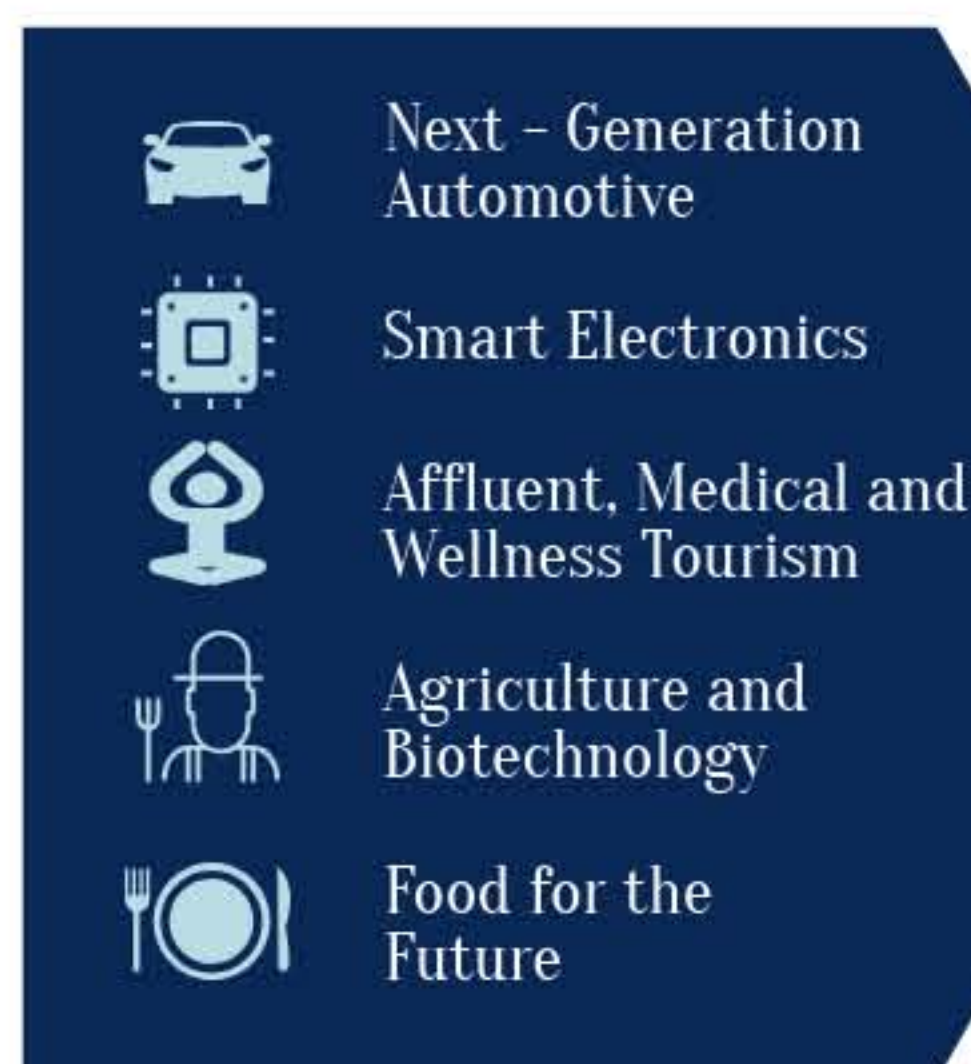 Next – Generation
Automotive
Smart Electronics
Affluent, Medical and
Wellness Tourism
Agriculture and
Biotechnology
Food for the
Future